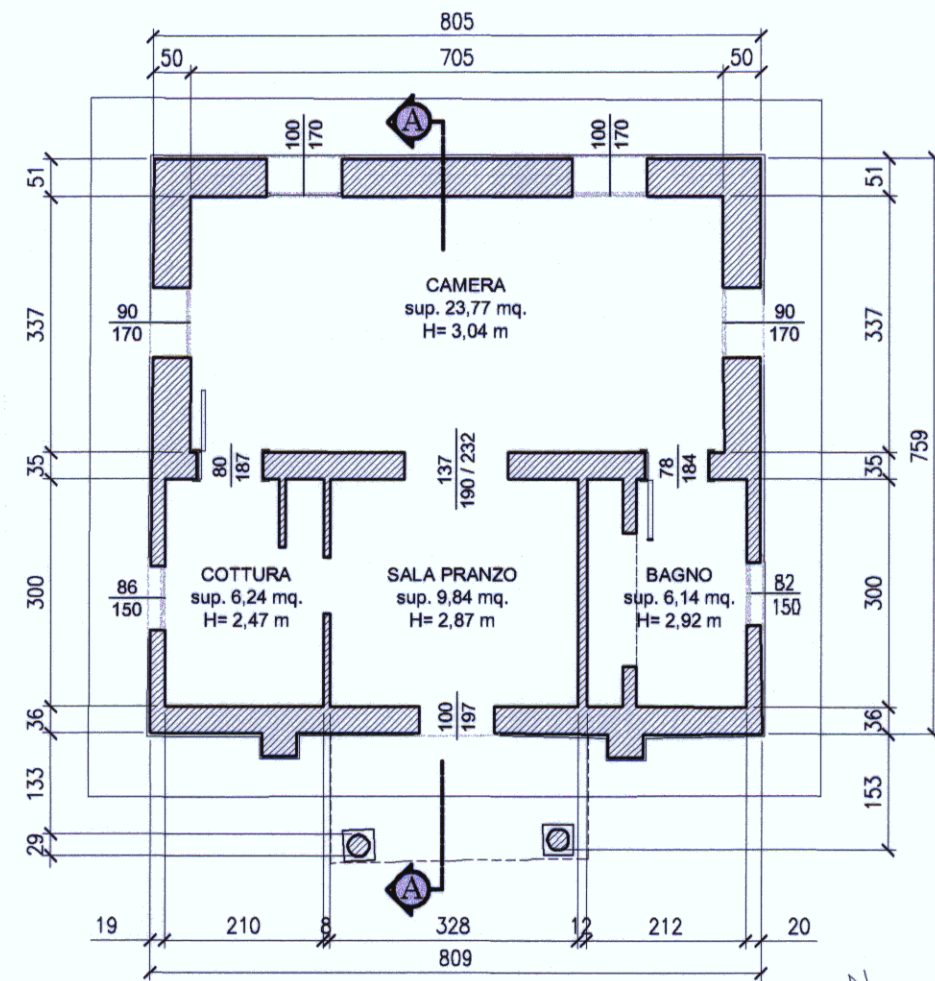 805
50
705
50
A
100
170
100
170
51
51
CAMERA
sup. 23,77 mq.
H= 3,04 m
337
90
170
90
170
337
759
35
80
187
137
190 / 232
78
184
35
300
86
150
COTTURA
sup. 6,24 mq.
H= 2,47 m
SALA PRANZO
sup. 9,84 mq.
H= 2,87 m
BAGNO
sup. 6,14 mq.
H= 2,92 m
82
150
300
36
100
197
36
133
153
29
A
19
210
8
328
12
212
20
809
N